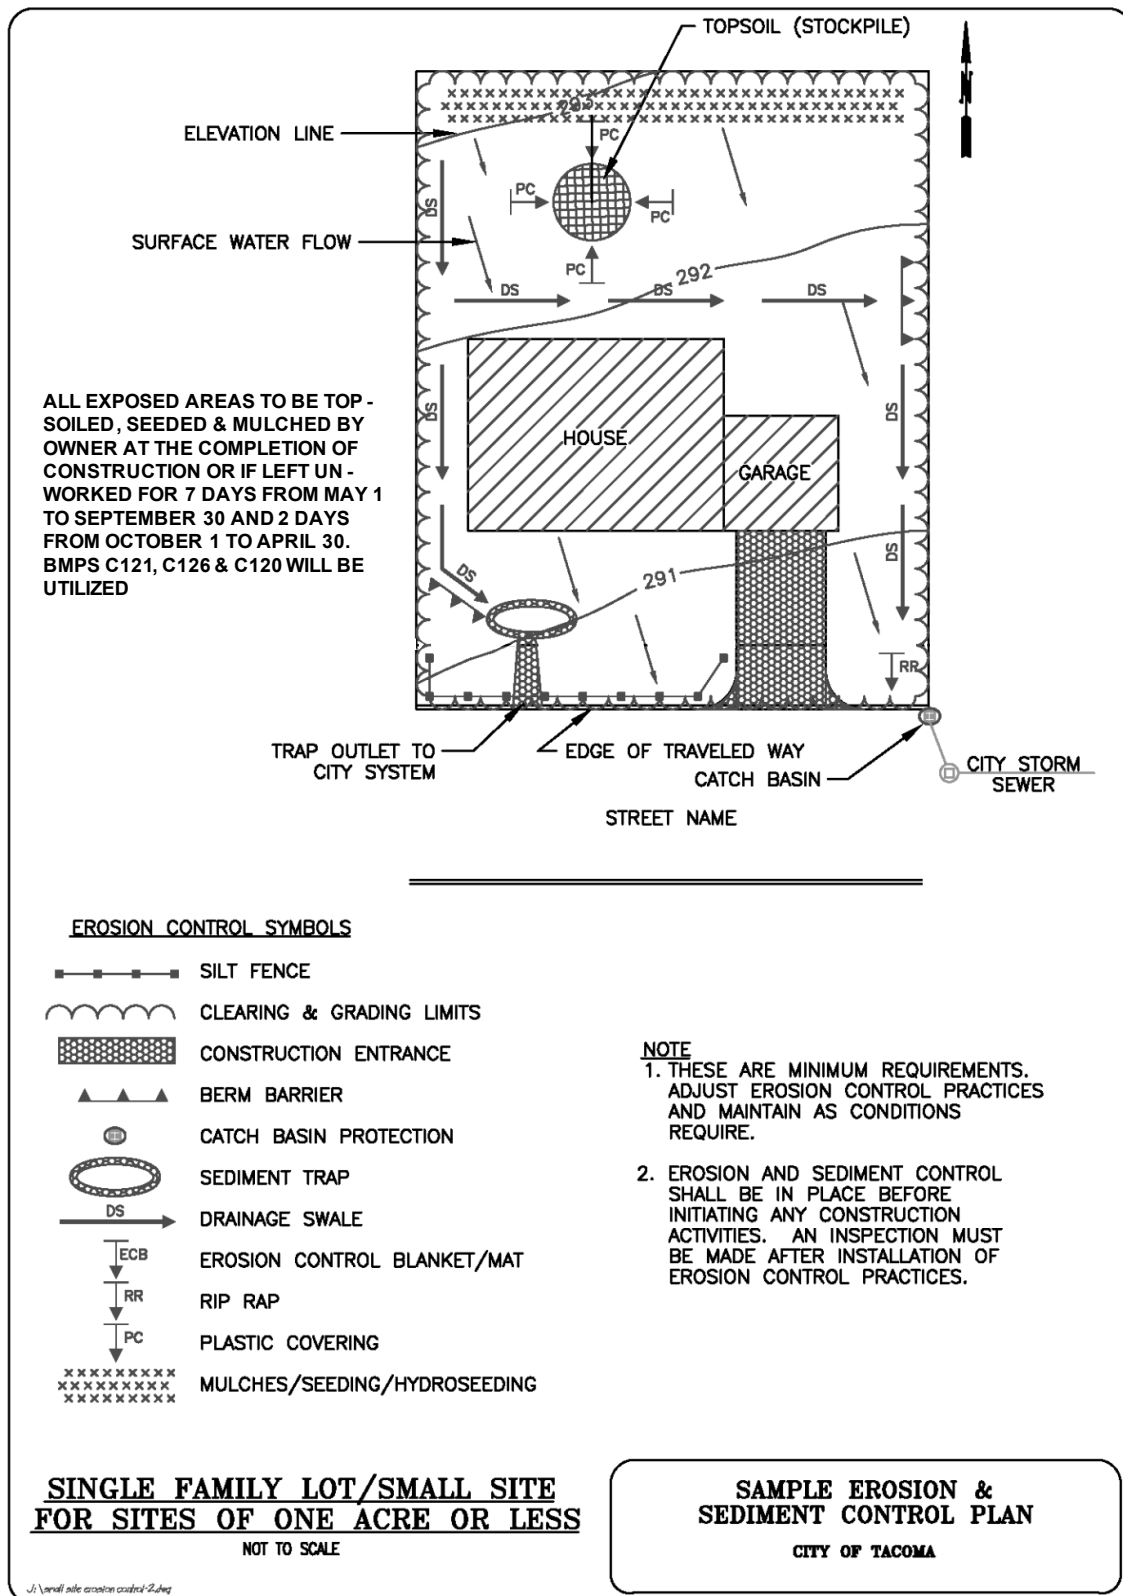 TOPSOIL (STOCKPILE)
N
293
ELEVATION LINE
PC
PC
PC
DS
SURFACE WATER FLOW
PC
292
DS
DS
DS
ALL EXPOSED AREAS TO BE TOP -
SOILED, SEEDED & MULCHED BY
OWNER AT THE COMPLETION OF
CONSTRUCTION OR IF LEFT UN -
WORKED FOR 7 DAYS FROM MAY 1
TO SEPTEMBER 30 AND 2 DAYS
FROM OCTOBER 1 TO APRIL 30.
BMPS C121, C126 & C120 WILL BE
UTILIZED
DS
DS
HOUSE
GARAGE
DS
DS
291
RR
TRAP OUTLET TO
CITY SYSTEM
EDGE OF TRAVELED WAY
CATCH BASIN
CITY STORM
SEWER
STREET NAME
EROSION CONTROL SYMBOLS
SILT FENCE
CLEARING & GRADING LIMITS
CONSTRUCTION ENTRANCE
BERM BARRIER
CATCH BASIN PROTECTION
SEDIMENT TRAP
DS
DRAINAGE SWALE
ECB
EROSION CONTROL BLANKET/MAT
RR
RIP RAP
PC
PLASTIC COVERING
MULCHES/SEEDING/HYDROSEEDING
NOTE
1. THESE ARE MINIMUM REQUIREMENTS.
ADJUST EROSION CONTROL PRACTICES
AND MAINTAIN AS CONDITIONS
REQUIRE.
2. EROSION AND SEDIMENT CONTROL
SHALL BE IN PLACE BEFORE
INITIATING ANY CONSTRUCTION
ACTIVITIES. AN INSPECTION MUST
BE MADE AFTER INSTALLATION OF
EROSION CONTROL PRACTICES.
SINGLE FAMILY LOT/SMALL SITE
FOR SITES OF ONE ACRE OR LESS
NOT TO SCALE
SAMPLE EROSION &
SEDIMENT CONTROL PLAN
CITY OF TACOMA
J:\small site erosion control-2.dwg